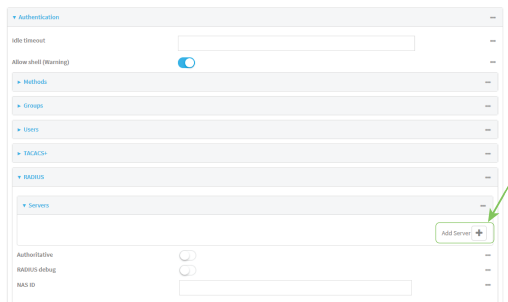 Authentication
Idle timeout
Allow shell (Warning)
Methods
Groups
Users
TACACS+
RADIUS
Servers
Add Server
Authoritative
RADIUS debug
NAS ID